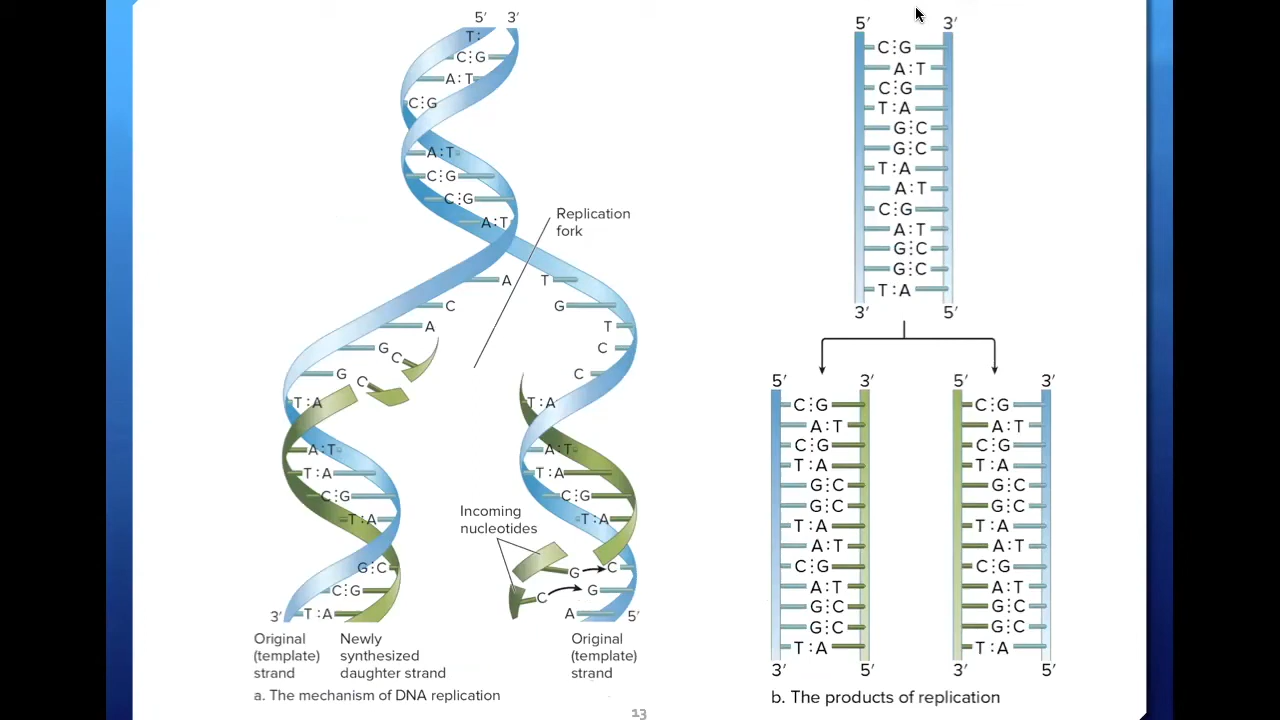 5′ 3′
T:
C⋮G
A:T
C⋮G
A:T
C⋮G
C⋮G
A:T
Replication
fork
A T
C G
A T
G C C
G C C
T:A T:A
A:T A:T
T:A T:A
C⋮G C⋮G
T:A T:A
Incoming
nucleotides
G⋮C G C
C⋮G C G
T:A A
3′ 5′
Original
(template)
strand
Newly
synthesized
daughter strand
Original
(template)
strand
a. The mechanism of DNA replication
13
5′ 3′
C⋮G
A:T
C⋮G
T:A
G⋮C
G⋮C
T:A
A:T
C⋮G
A:T
G⋮C
G⋮C
T:A
3′ 5′
5′ 3′ 5′ 3′
C⋮G C⋮G
A:T A:T
C⋮G C⋮G
T:A T:A
G⋮C G⋮C
G⋮C G⋮C
T:A T:A
A:T A:T
C⋮G C⋮G
A:T A:T
G⋮C G⋮C
G⋮C G⋮C
T:A T:A
3′ 5′ 3′ 5′
b. The products of replication